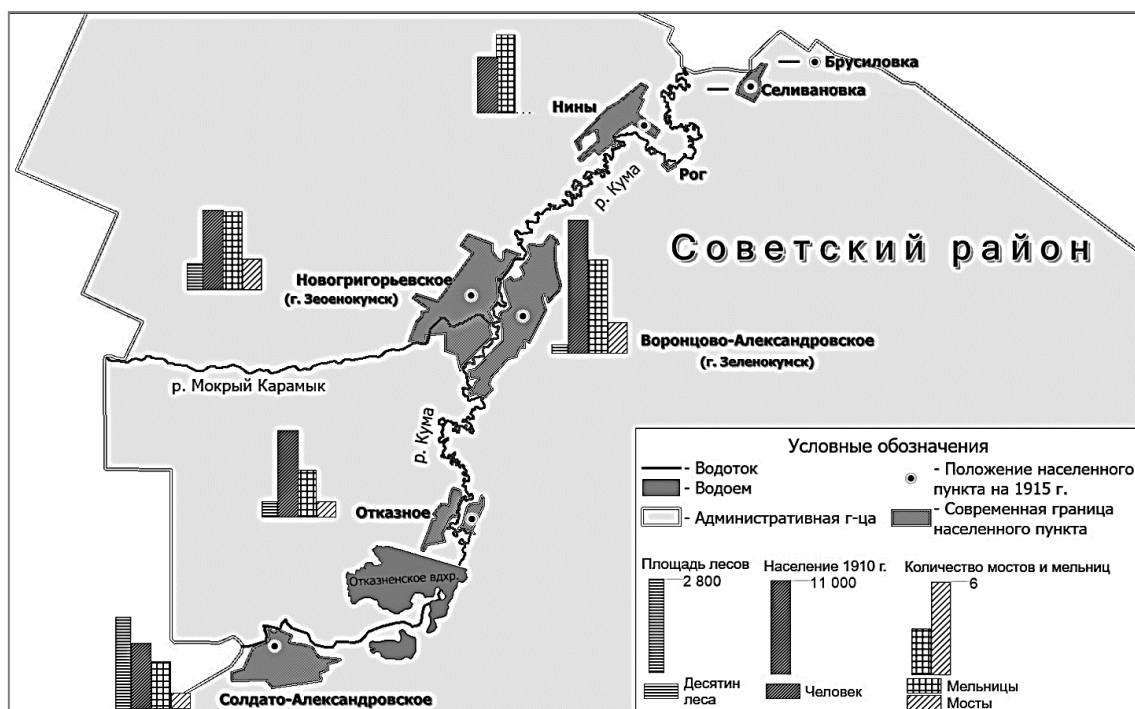 Брусиловка
Селивановка
Нины
Рог
р. Кума
Советский район
Новогригорьевское
(г. Зеоенокумск)
Воронцово-Александровское
(г. Зеленокумск)
р. Мокрый Карамык
р. Кума
Отказное
Отказненское вдхр.
Солдато-Александровское
Условные обозначения
- Водоток
- Водоем
- Административная г-ца
- Положение населенного
пункта на 1915 г.
- Современная граница
населенного пункта
Площадь лесов
2 800
Население 1910 г.
11 000
Количество мостов и мельниц
6
Десятин
леса
Человек
Мельницы
Мосты